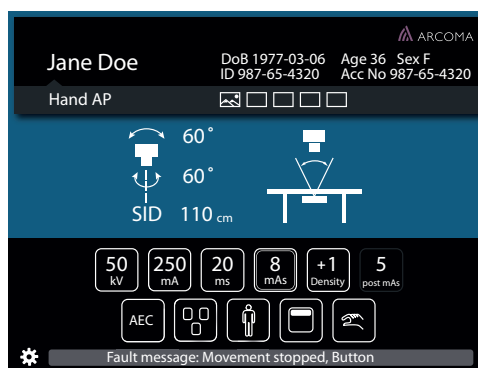 ARCOMA
Jane Doe
DoB 1977-03-06 Age 36 Sex F
ID 987-65-4320 Acc No 987-65-4320
Hand AP
60°
60°
SID 110 cm
50 250 20 8 +1 5
kV mA ms mAs Density post mAs
AEC
Fault message: Movement stopped, Button